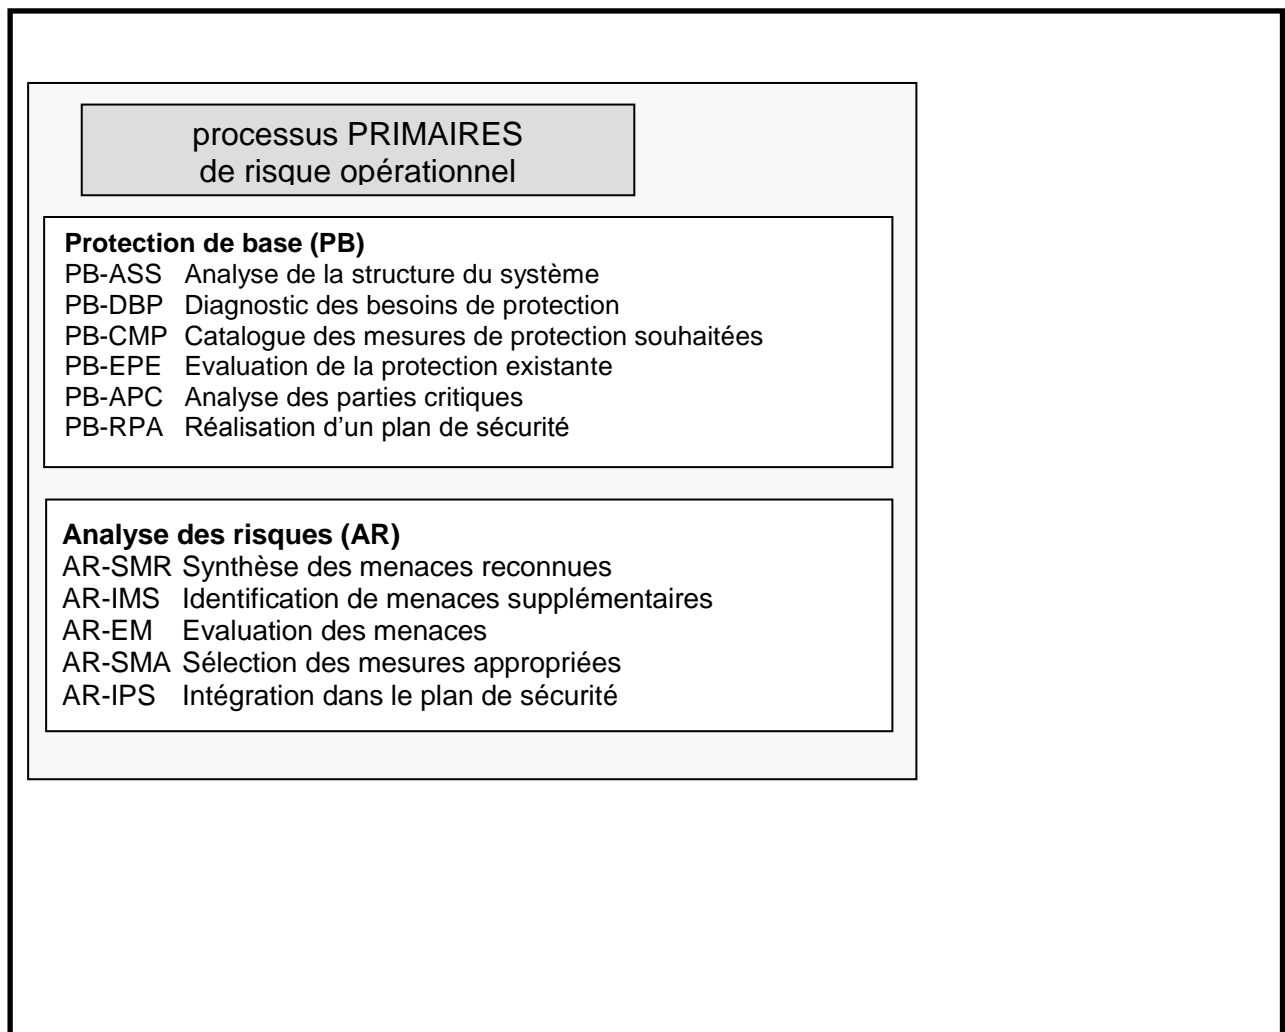 processus PRIMAIRES
de risque opérationnel
Protection de base (PB)
PB-ASS Analyse de la structure du système
PB-DBP Diagnostic des besoins de protection
PB-CMP Catalogue des mesures de protection souhaitées
PB-EPE Evaluation de la protection existante
PB-APC Analyse des parties critiques
PB-RPA Réalisation d’un plan de sécurité
Analyse des risques (AR)
AR-SMR Synthèse des menaces reconnues
AR-IMS Identification de menaces supplémentaires
AR-EM Evaluation des menaces
AR-SMA Sélection des mesures appropriées
AR-IPS Intégration dans le plan de sécurité